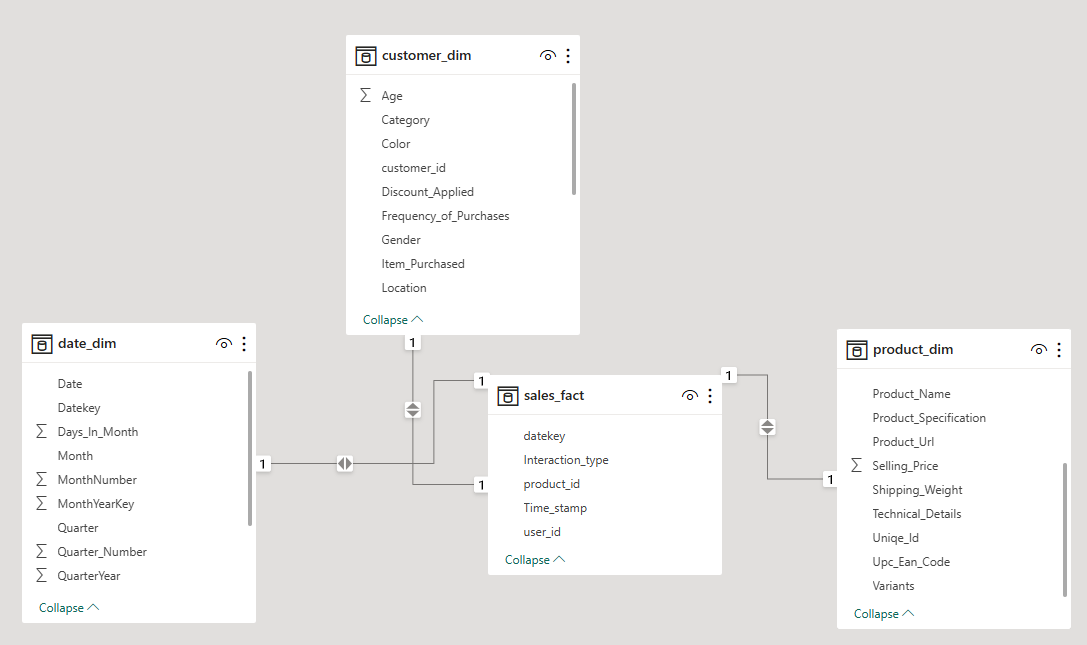 customer_dim
Age
Category
Color
customer_id
Discount_Applied
Frequency_of_Purchases
Gender
Item_Purchased
Location
Collapse
1
date_dim
Date
Datekey
Days_In_Month
Month
MonthNumber
MonthYearKey
Quarter
Quarter_Number
QuarterYear
Collapse
1
1
1
sales_fact
datekey
Interaction_type
product_id
Time_stamp
user_id
Collapse
1
1
product_dim
Product_Name
Product_Specification
Product_Url
Selling_Price
Shipping_Weight
Technical_Details
Uniqe_Id
Upc_Ean_Code
Variants
Collapse